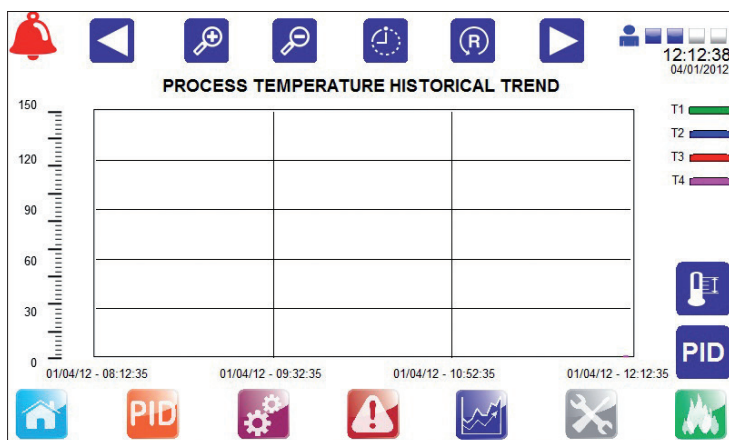 R
12:12:38
04/01/2012
PROCESS TEMPERATURE HISTORICAL TREND
150
120
90
60
30
0
T1
T2
T3
T4
PID
01/04/12 - 08:12:35 01/04/12 - 09:32:35 01/04/12 - 10:52:35 01/04/12 - 12:12:35
PID